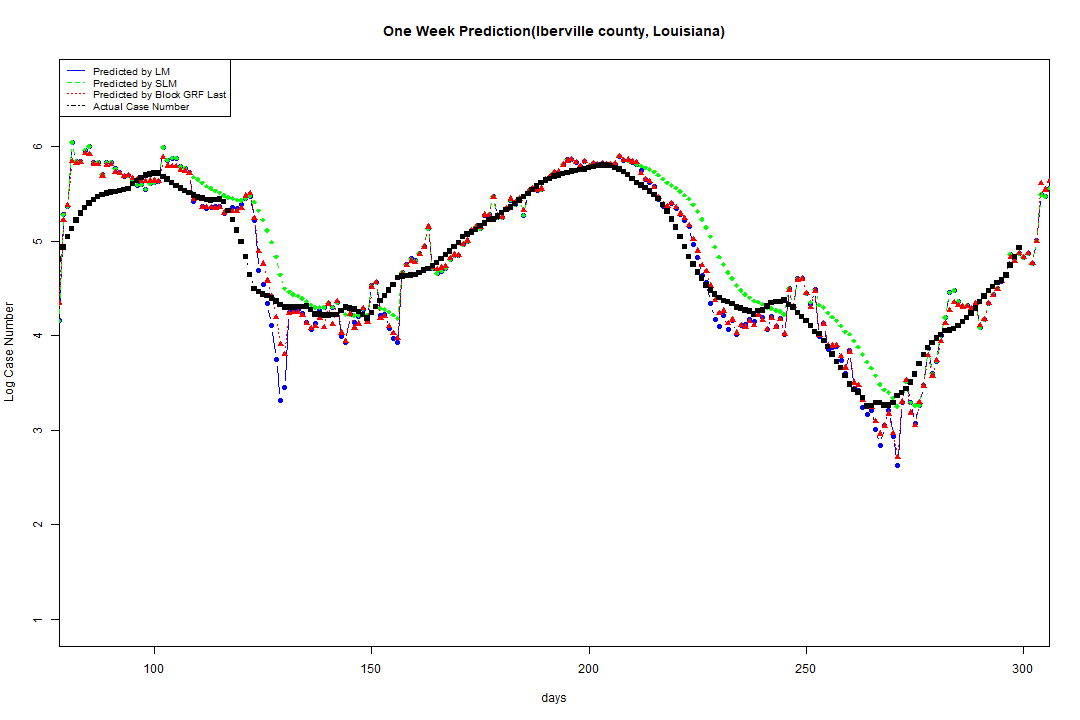 One Week Prediction(Iberville county, Louisiana)
Predicted by LM
Predicted by SLM
Predicted by Block GRF Last
Actual Case Number
6
5
4
3
2
1
Log Case Number
100 150 200 250 300
days